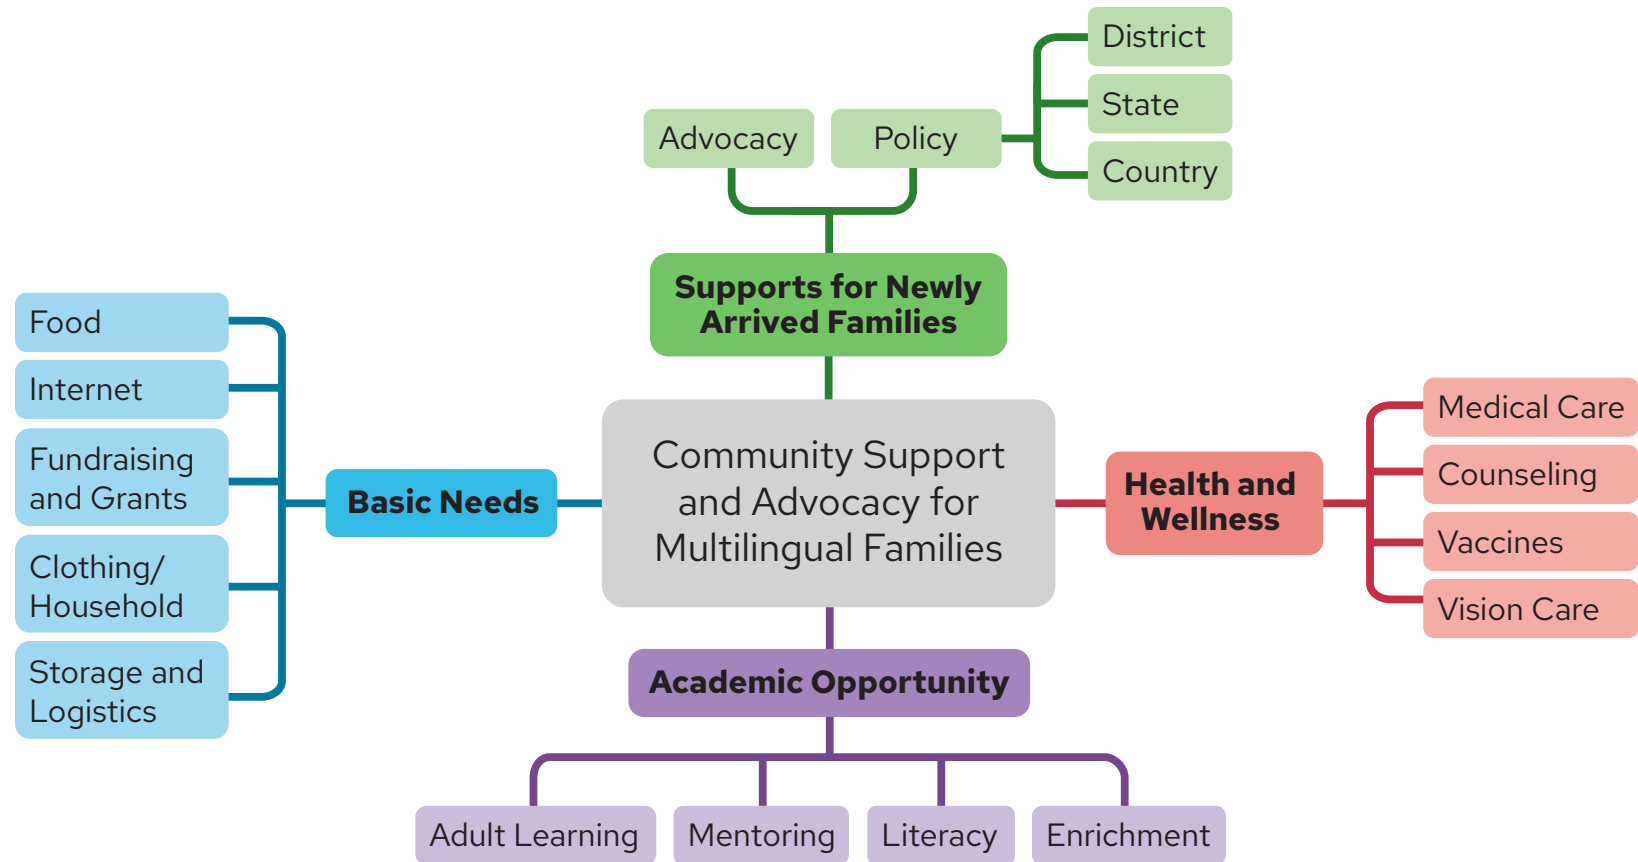 District
State
Country
Advocacy
Policy
Supports for Newly
Arrived Families
Food
Internet
Fundraising
and Grants
Clothing/
Household
Storage and
Logistics
Basic Needs
Community Support
and Advocacy for
Multilingual Families
Health and
Wellness
Medical Care
Counseling
Vaccines
Vision Care
Academic Opportunity
Adult Learning
Mentoring
Literacy
Enrichment